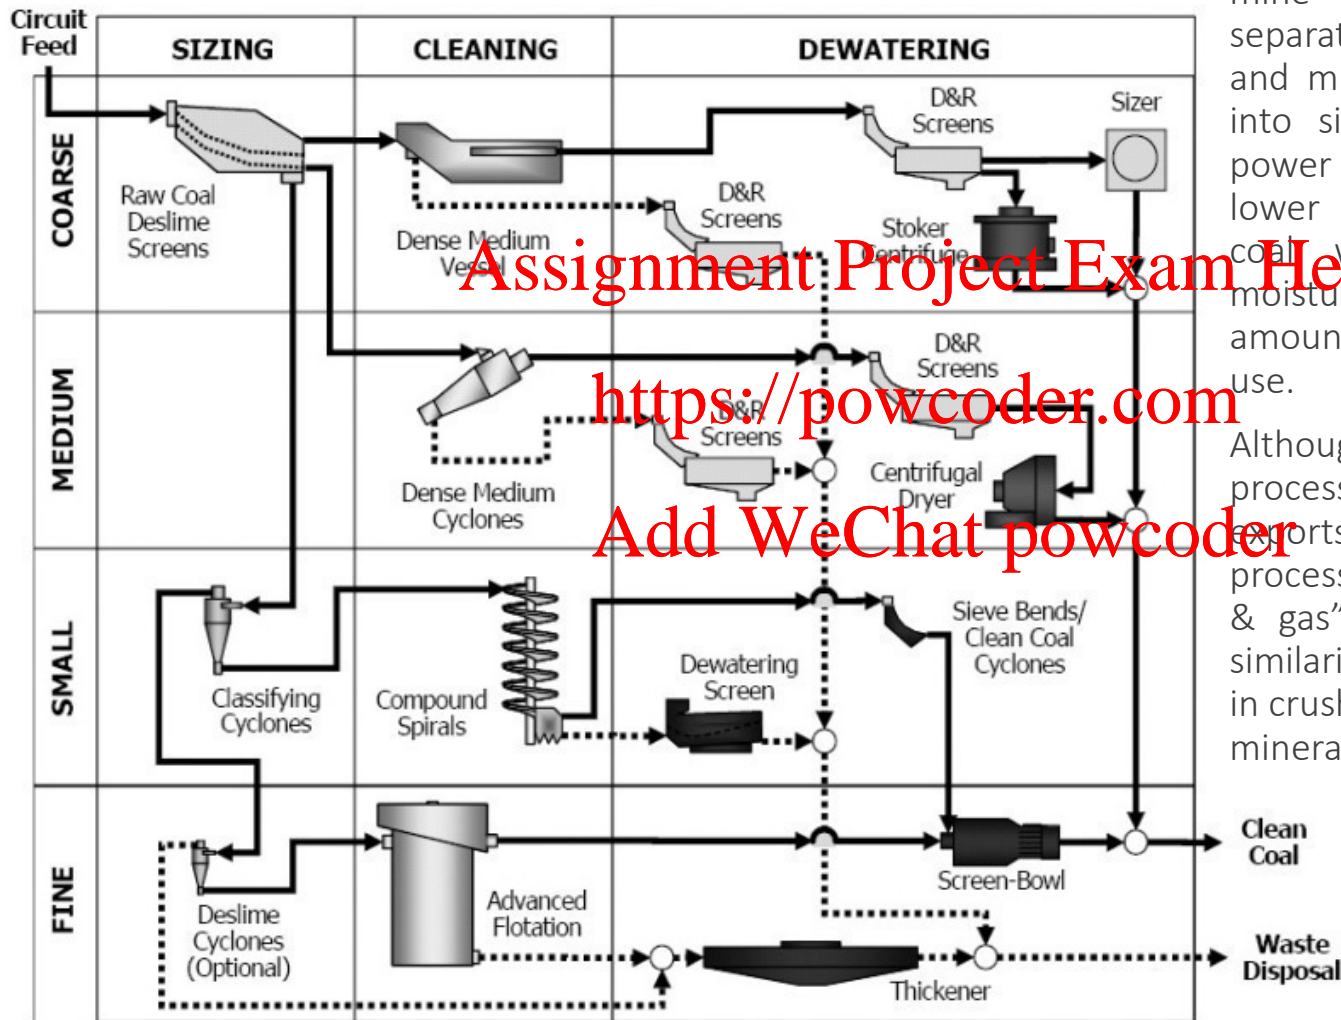 Circuit
Feed
SIZING
CLEANING
DEWATERING
COARSE
Raw Coal
Deslime
Screens
Dense Medium
Vessel
D&R
Screens
D&R
Screens
Sizer
Stoker
Centrifuge
Assignment Project Exam He
MEDIUM
Dense Medium
Cyclones
D&R
Screens
D&R
Screens
Centrifugal
Dryer
https://powcoder.com
Add WeChat powcoder
SMALL
Classifying
Cyclones
Compound
Spirals
Dewatering
Screen
Sieve Bends/
Clean Coal
Cyclones
FINE
Deslime
Cyclones
(Optional)
Advanced
Flotation
Screen-Bowl
Thickener
Clean
Coal
Waste
Disposal
mine
separat
and m
into si
power
lower
coal w
moistu
amoun
use.
Althoug
process
exports
process
& gas”
similari
in crush
minera